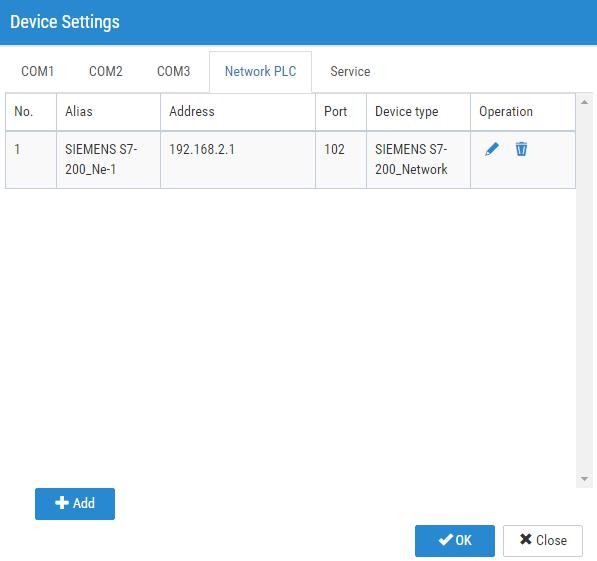 Device Settings
COM1 COM2 COM3 Network PLC Service
No. Alias Address Port Device type Operation
1 SIEMENS S7- 192.168.2.1 102 SIEMENS S7-
200_Ne-1 200_Network
Add
OK Close